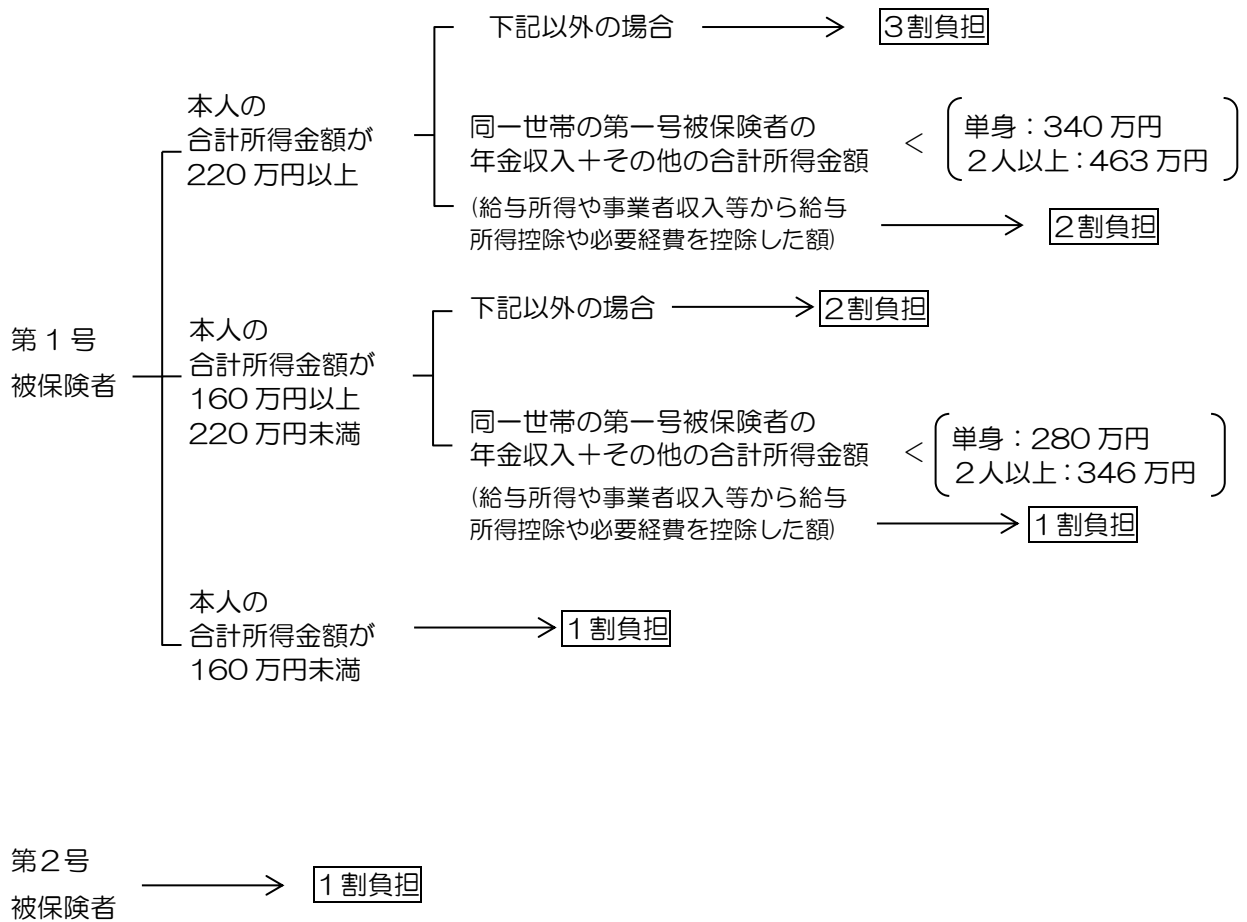 下記以外の場合
3割負担
本人の
合計所得金額が
220万円以上
同一世帯の第一号被保険者の
年金収入+その他の合計所得金額
<
単身:340万円
2人以上:463万円
(給与所得や事業者収入等から給与
所得控除や必要経費を控除した額)
2割負担
第1号
被保険者
本人の
合計所得金額が
160万円以上
220万円未満
下記以外の場合
2割負担
同一世帯の第一号被保険者の
年金収入+その他の合計所得金額
<
単身:280万円
2人以上:346万円
(給与所得や事業者収入等から給与
所得控除や必要経費を控除した額)
1割負担
本人の
合計所得金額が
160万円未満
1割負担
第2号
被保険者
1割負担